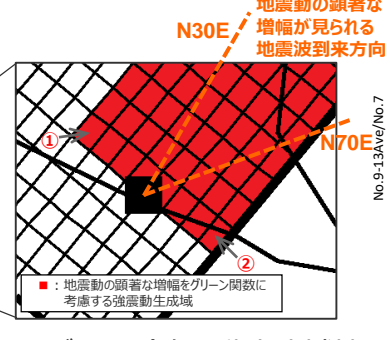 地震動の顕著な
増幅が見られる
地震波到来方向
N30E
N70E
No.9-13Ave/No.7
①
②
■：地震動の顕著な増幅をグリーン関数に
考慮する強震動生成域